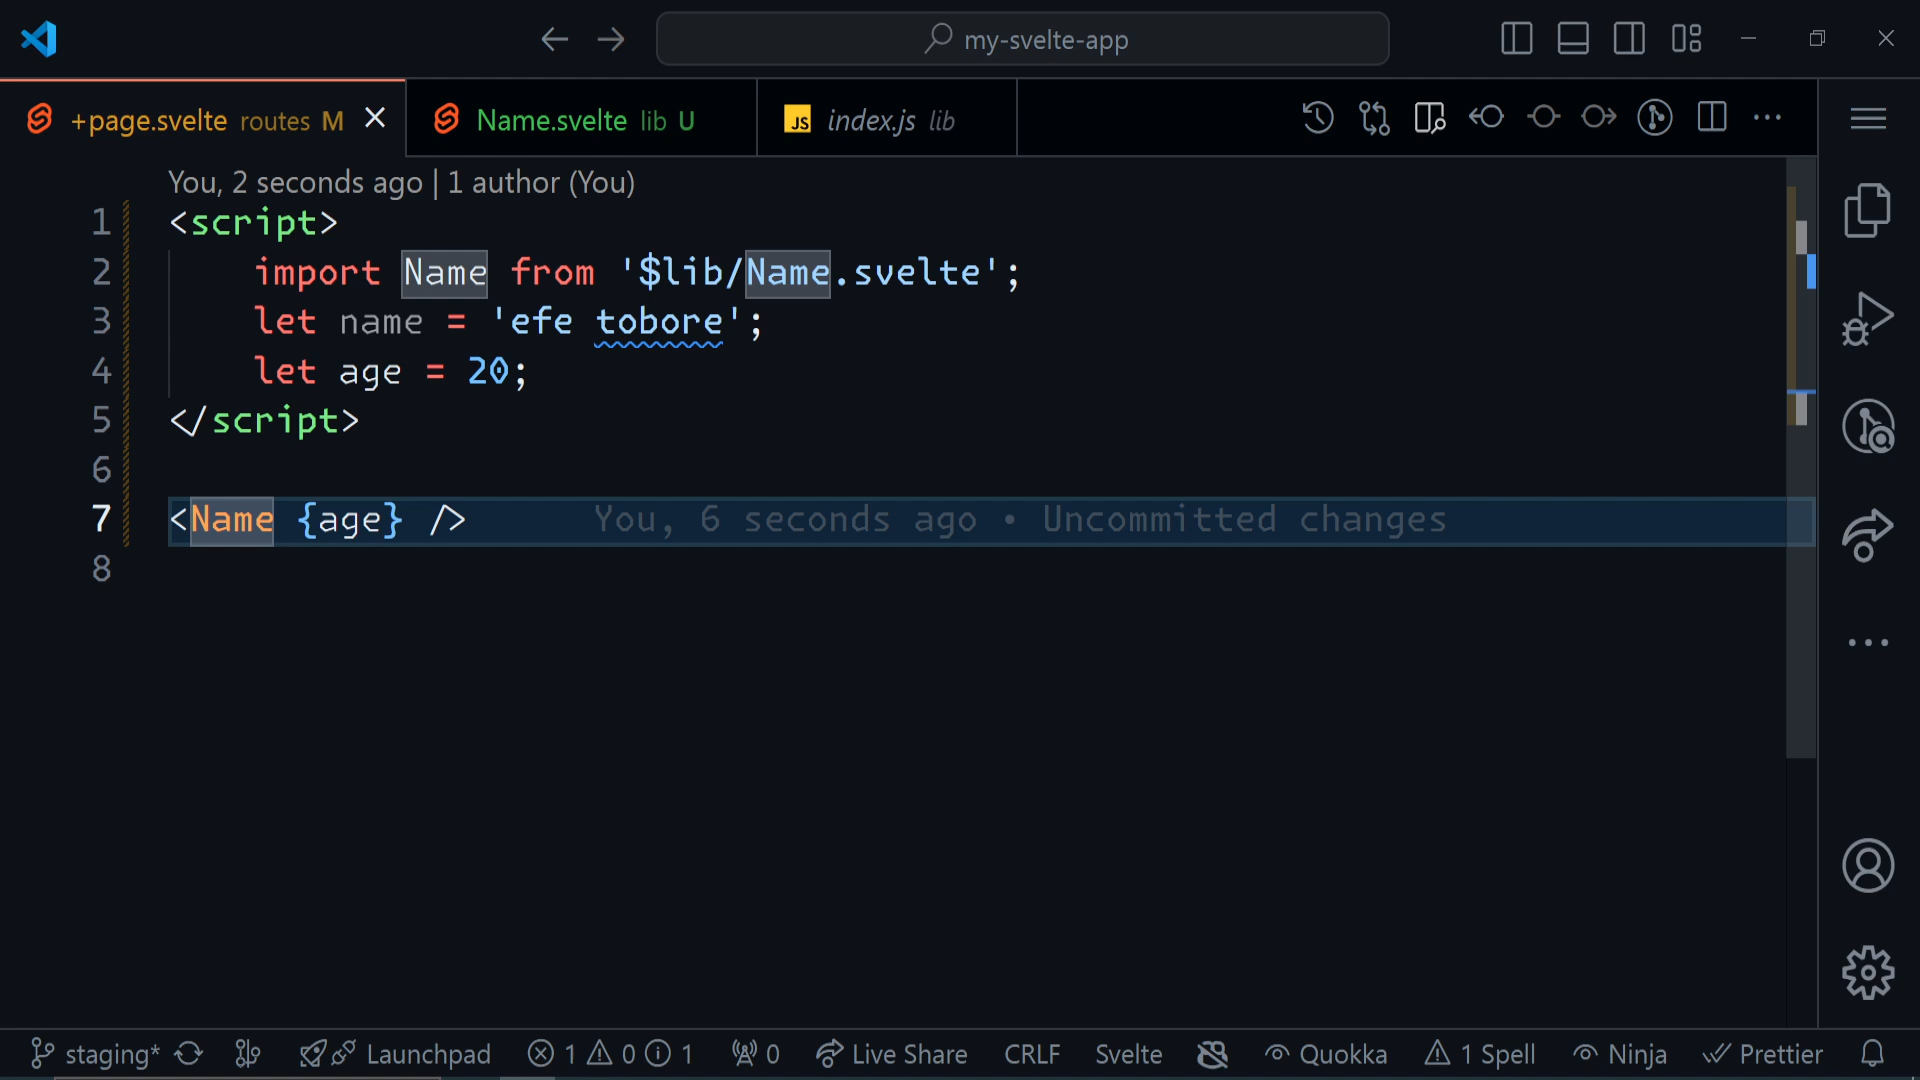 my-svelte-app
+page.svelte routes M
Name.svelte lib U
JS index.js lib
You, 2 seconds ago | 1 author (You)
1 <script>
2 import Name from '$lib/Name.svelte';
3 let name = 'efe tobore';
4 let age = 20;
5 </script>
6
7 <Name {age} /> You, 6 seconds ago • Uncommitted changes
8
staging* Launchpad 1 0 1 0 Live Share CRLF Svelte Quokka 1 Spell Ninja Prettier